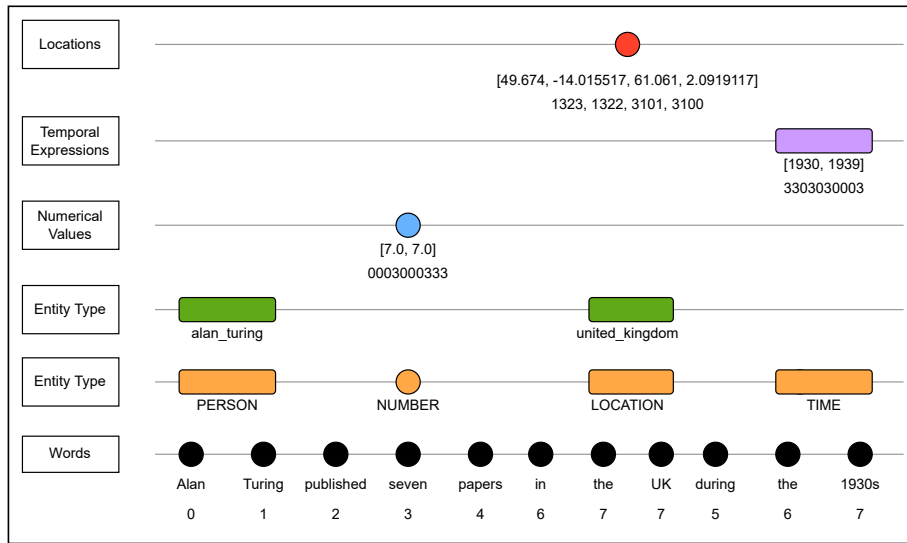 Locations
[49.674, -14.015517, 61.061, 2.0919117]
1323, 1322, 3101, 3100
Temporal
Expressions
[1930, 1939]
3303030003
Numerical
Values
[7.0, 7.0]
0003000333
Entity Type
alan_turing united_kingdom
Entity Type
PERSON NUMBER LOCATION TIME
Words
Alan Turing published seven papers in the UK during the 1930s
0 1 2 3 4 6 7 7 5 6 7